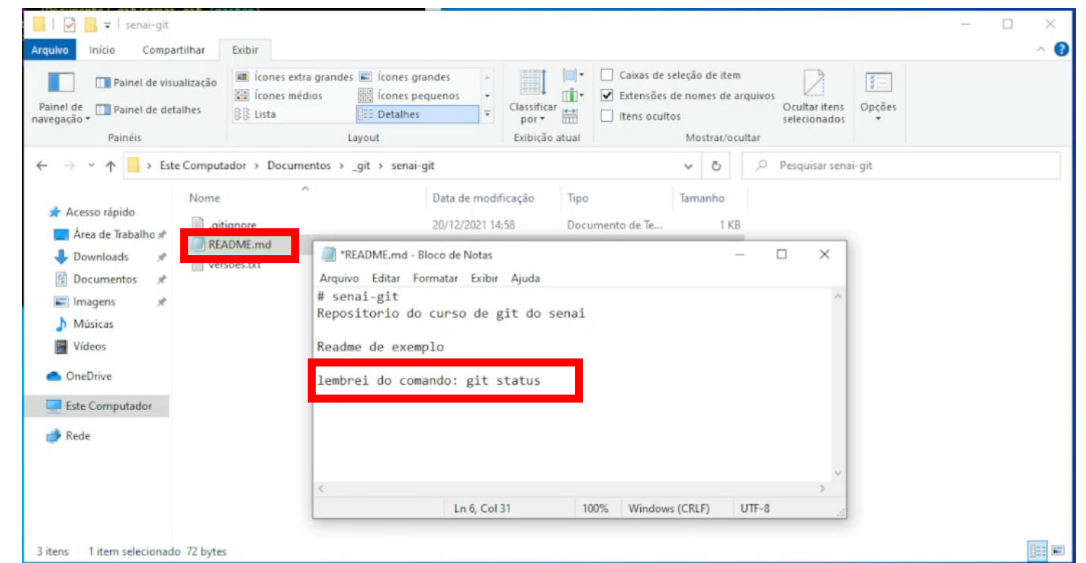 senai-git
Arquivo Início Compartilhar Exibir
Painel de navegação
Painel de visualização
Painel de detalhes
Painéis
Ícones extra grandes Ícones grandes
Ícones médios Ícones pequenos
Lista Detalhes
Layout
Classificar por
Exibição atual
Caixas de seleção de item
Extensões de nomes de arquivos
Itens ocultos
Ocultar itens selecionados
Mostrar/ocultar
Opções
Este Computador > Documentos > _git > senai-git
Pesquisar senai-git
Nome Data de modificação Tipo Tamanho
.gitignore 20/12/2021 14:58 Documento de Te... 1 KB
README.md
versoes.txt
Acesso rápido
Área de Trabalho
Downloads
Documentos
Imagens
Músicas
Vídeos
OneDrive
Este Computador
Rede
*README.md - Bloco de Notas
Arquivo Editar Formatar Exibir Ajuda
# senai-git
Repositorio do curso de git do senai
Readme de exemplo
lembrei do comando: git status
Ln 6, Col 31 100% Windows (CRLF) UTF-8
3 itens 1 item selecionado 72 bytes